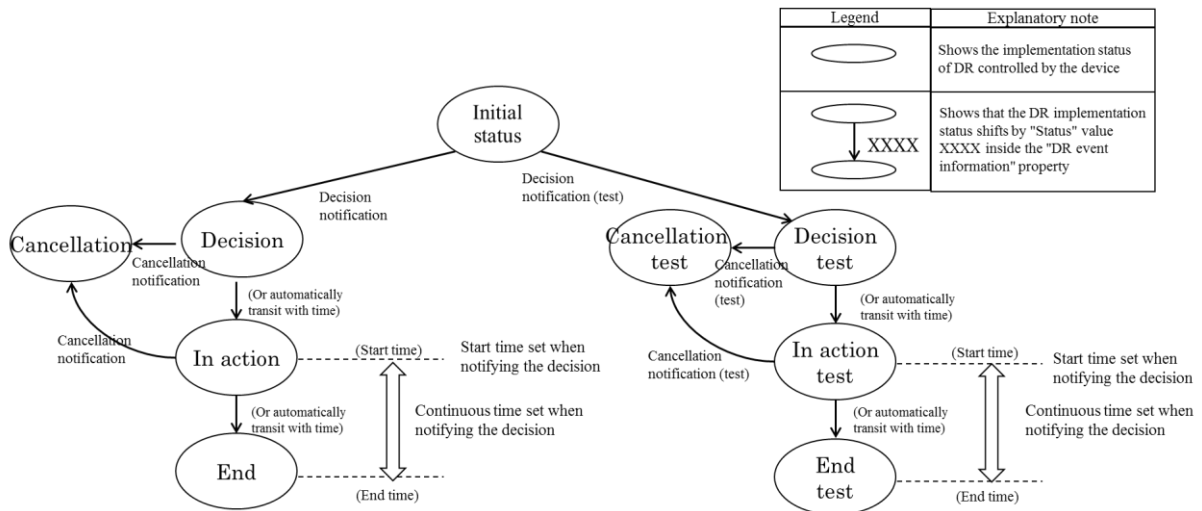 Legend
Explanatory note
Shows the implementation status
of DR controlled by the device
XXXX
Shows that the DR implementation
status shifts by "Status" value
XXXX inside the "DR event
information" property
Initial
status
Decision
notification
Decision
notification (test)
Cancellation
Decision
Cancellation
notification
(Or automatically
transit with time)
Cancellation
notification
In action
(Start time)
Start time set when
notifying the decision
Continuous time set when
notifying the decision
(Or automatically
transit with time)
End
(End time)
Cancellation
test
Decision
test
Cancellation
notification
(test)
(Or automatically
transit with time)
Cancellation
notification (test)
In action
test
(Start time)
Start time set when
notifying the decision
Continuous time set when
notifying the decision
(Or automatically
transit with time)
End
test
(End time)